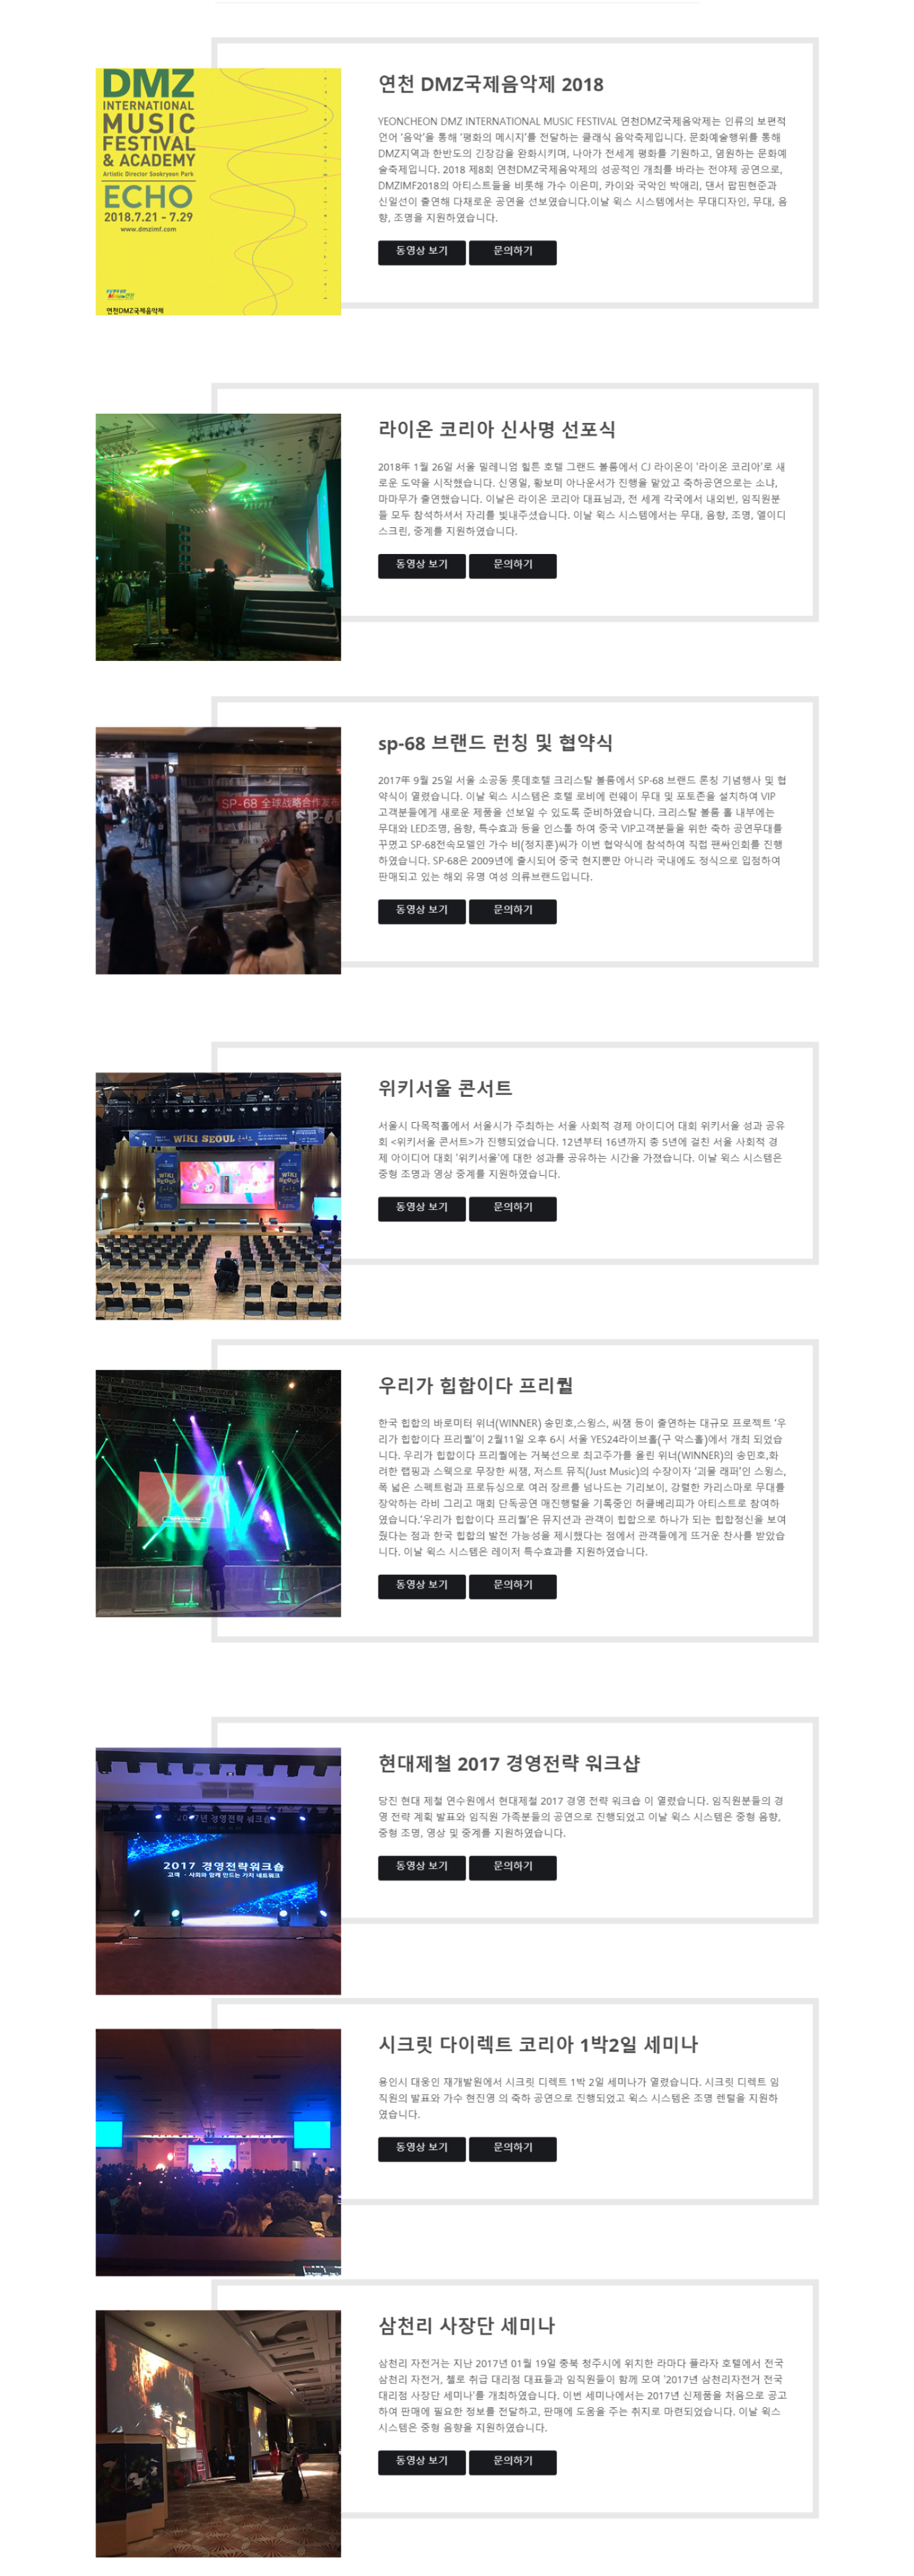 DMZ
INTERNATIONAL
MUSIC
FESTIVAL
& ACADEMY
Artistic Director Sookryeon Park
ECHO
2018.7.21 - 7.29
www.dmzimf.com
연천DMZ국제음악제
연천 DMZ국제음악제 2018
YEONCHEON DMZ INTERNATIONAL MUSIC FESTIVAL 연천DMZ국제음악제는 인류의 보편적
언어 '음악'을 통해 '평화의 메시지'를 전달하는 클래식 음악축제입니다. 문화예술행위를 통해
DMZ지역과 한반도의 긴장감을 완화시키며, 나아가 전세계 평화를 기원하고, 염원하는 문화예
술축제입니다. 2018 제8회 연천DMZ국제음악제의 성공적인 개최를 바라는 전야제 공연으로,
DMZIMF2018의 아티스트들을 비롯해 가수 이은미, 카이와 국악인 박애리, 댄서 팝핀현준과
신일선이 출연해 다채로운 공연을 선보였습니다.이날 윅스 시스템에서는 무대디자인, 무대, 음
향, 조명을 지원하였습니다.
동영상 보기 문의하기
라이온 코리아 신사명 선포식
2018年 1월 26일 서울 밀레니엄 힐튼 호텔 그랜드 볼룸에서 CJ 라이온이 '라이온 코리아'로 새
로운 도약을 시작했습니다. 신영일, 황보미 아나운서가 진행을 맡았고 축하공연으로는 소냐,
마마무가 출연했습니다. 이날은 라이온 코리아 대표님과, 전 세계 각국에서 내외빈, 임직원분
들 모두 참석하셔서 자리를 빛내주셨습니다. 이날 윅스 시스템에서는 무대, 음향, 조명, 엘이디
스크린, 중계를 지원하였습니다.
동영상 보기 문의하기
SP-68 全球战略合作发布
sp-68 브랜드 런칭 및 협약식
2017年 9월 25일 서울 소공동 롯데호텔 크리스탈 볼룸에서 SP-68 브랜드 론칭 기념행사 및 협
약식이 열렸습니다. 이날 윅스 시스템은 호텔 로비에 런웨이 무대 및 포토존을 설치하여 VIP
고객분들에게 새로운 제품을 선보일 수 있도록 준비하였습니다. 크리스탈 볼룸 홀 내부에는
무대와 LED조명, 음향, 특수효과 등을 인스톨 하여 중국 VIP고객분들을 위한 축하 공연무대를
꾸몄고 SP-68전속모델인 가수 비(정지훈)씨가 이번 협약식에 참석하여 직접 팬싸인회를 진행
하였습니다. SP-68은 2009년에 출시되어 중국 현지뿐만 아니라 국내에도 정식으로 입점하여
판매되고 있는 해외 유명 여성 의류브랜드입니다.
동영상 보기 문의하기
WIKI SEOUL 콘서트
WIKI
SEOUL
WIKI
SEOUL
위키서울 콘서트
서울시 다목적홀에서 서울시가 주최하는 서울 사회적 경제 아이디어 대회 위키서울 성과 공유
회 <위키서울 콘서트>가 진행되었습니다. 12년부터 16년까지 총 5년에 걸친 서울 사회적 경
제 아이디어 대회 '위키서울'에 대한 성과를 공유하는 시간을 가졌습니다. 이날 윅스 시스템은
중형 조명과 영상 중계를 지원하였습니다.
동영상 보기 문의하기
우리가 힙합이다 프리퀄
한국 힙합의 바로미터 위너(WINNER) 송민호,스윙스, 씨잼 등이 출연하는 대규모 프로젝트 '우
리가 힙합이다 프리퀄'이 2월11일 오후 6시 서울 YES24라이브홀(구 악스홀)에서 개최 되었습
니다. 우리가 힙합이다 프리퀄에는 거북선으로 최고주가를 올린 위너(WINNER)의 송민호,화
려한 랩핑과 스웩으로 무장한 씨잼, 저스트 뮤직(Just Music)의 수장이자 '괴물 래퍼'인 스윙스,
폭 넓은 스펙트럼과 프로듀싱으로 여러 장르를 넘나드는 기리보이, 강렬한 카리스마로 무대를
장악하는 라비 그리고 매회 단독공연 매진행렬을 기록중인 허클베리피가 아티스트로 참여하
였습니다.'우리가 힙합이다 프리퀄'은 뮤지션과 관객이 힙합으로 하나가 되는 힙합정신을 보여
줬다는 점과 한국 힙합의 발전 가능성을 제시했다는 점에서 관객들에게 뜨거운 찬사를 받았습
니다. 이날 윅스 시스템은 레이저 특수효과를 지원하였습니다.
동영상 보기 문의하기
2017년 경영전략 워크숍
2017 경영전략워크숍
고객 · 사회와 함께 만드는 가치 네트워크
현대제철 2017 경영전략 워크샵
당진 현대 제철 연수원에서 현대제철 2017 경영 전략 워크숍 이 열렸습니다. 임직원분들의 경
영 전략 계획 발표와 임직원 가족분들의 공연으로 진행되었고 이날 윅스 시스템은 중형 음향,
중형 조명, 영상 및 중계를 지원하였습니다.
동영상 보기 문의하기
시크릿 다이렉트 코리아 1박2일 세미나
용인시 대웅인 재개발원에서 시크릿 디렉트 1박 2일 세미나가 열렸습니다. 시크릿 디렉트 임
직원의 발표와 가수 현진영 의 축하 공연으로 진행되었고 윅스 시스템은 조명 렌털을 지원하
였습니다.
동영상 보기 문의하기
삼천리 사장단 세미나
삼천리 자전거는 지난 2017년 01월 19일 충북 청주시에 위치한 라마다 플라자 호텔에서 전국
삼천리 자전거, 첼로 취급 대리점 대표들과 임직원들이 함께 모여 '2017년 삼천리자전거 전국
대리점 사장단 세미나'를 개최하였습니다. 이번 세미나에서는 2017년 신제품을 처음으로 공고
하여 판매에 필요한 정보를 전달하고, 판매에 도움을 주는 취지로 마련되었습니다. 이날 윅스
시스템은 중형 음향을 지원하였습니다.
동영상 보기 문의하기